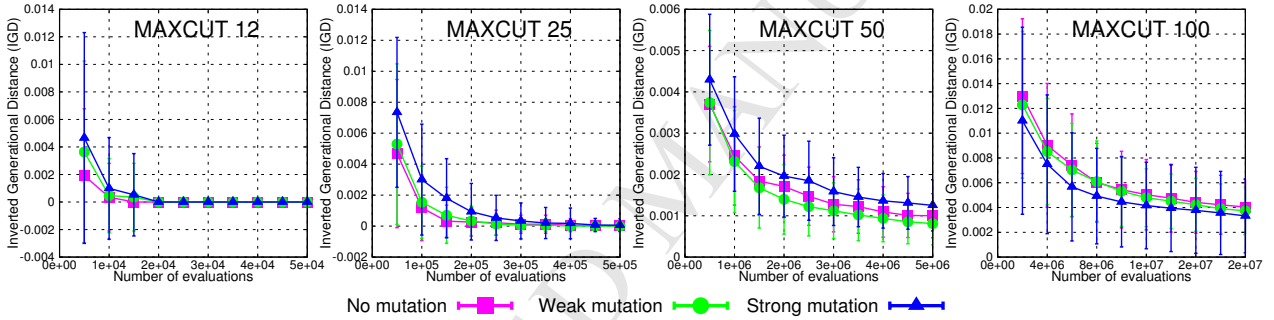 MAXCUT 12
Inverted Generational Distance (IGD)
0.014
0.012
0.01
0.008
0.006
0.004
0.002
0
-0.002
-0.004
0e+00 1e+04 2e+04 3e+04 4e+04 5e+04
Number of evaluations
MAXCUT 25
Inverted Generational Distance (IGD)
0.014
0.012
0.01
0.008
0.006
0.004
0.002
0
-0.002
0e+00 1e+05 2e+05 3e+05 4e+05 5e+05
Number of evaluations
MAXCUT 50
Inverted Generational Distance (IGD)
0.006
0.005
0.004
0.003
0.002
0.001
0
0e+00 1e+06 2e+06 3e+06 4e+06 5e+06
Number of evaluations
MAXCUT 100
Inverted Generational Distance (IGD)
0.02
0.018
0.016
0.014
0.012
0.01
0.008
0.006
0.004
0.002
0
0e+00 4e+06 8e+06 1e+07 2e+07 2e+07
Number of evaluations
No mutation Weak mutation Strong mutation